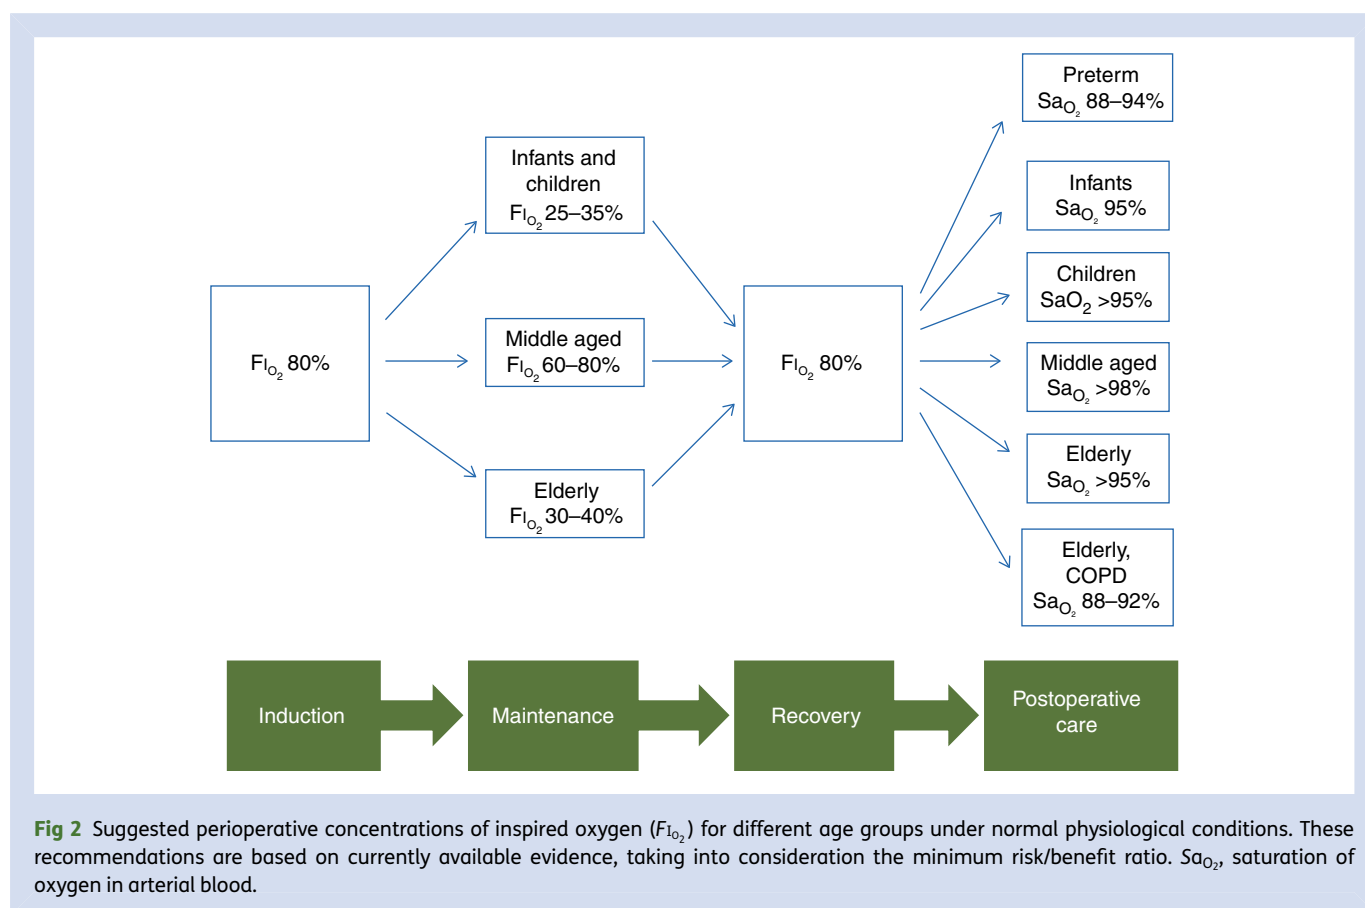 FIO2 80%
Infants and
children
FIO2 25–35%
Middle aged
FIO2 60–80%
Elderly
FIO2 30–40%
FIO2 80%
Preterm
SaO2 88–94%
Infants
SaO2 95%
Children
SaO2 >95%
Middle aged
SaO2 >98%
Elderly
SaO2 >95%
Elderly,
COPD
SaO2 88–92%
Induction
Maintenance
Recovery
Postoperative
care
Fig 2 Suggested perioperative concentrations of inspired oxygen (FIO2) for different age groups under normal physiological conditions. These
recommendations are based on currently available evidence, taking into consideration the minimum risk/benefit ratio. SaO2, saturation of
oxygen in arterial blood.